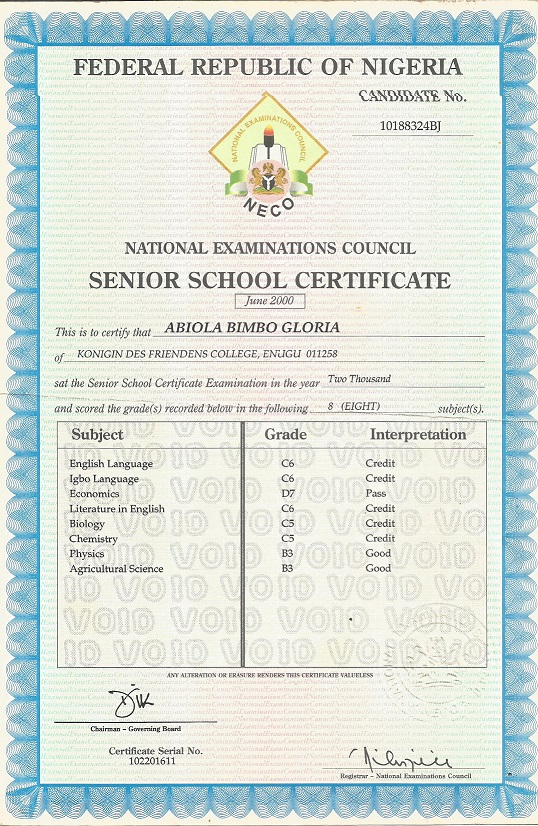 FEDERAL REPUBLIC OF NIGERIA
CANDIDATE No.
10188324BJ
NATIONAL EXAMINATIONS COUNCIL
NECO
NATIONAL EXAMINATIONS COUNCIL
SENIOR SCHOOL CERTIFICATE
June 2000
This is to certify that ABIOLA BIMBO GLORIA
of KONIGIN DES FRIENDENS COLLEGE, ENUGU 011258
sat the Senior School Certificate Examination in the year Two Thousand
and scored the grade(s) recorded below in the following 8 (EIGHT) subject(s).
Subject Grade Interpretation
English Language C6 Credit
Igbo Language C6 Credit
Economics D7 Pass
Literature in English C6 Credit
Biology C5 Credit
Chemistry C5 Credit
Physics B3 Good
Agricultural Science B3 Good
VOID VOID VOID VOID
ANY ALTERATION OR ERASURE RENDERS THIS CERTIFICATE VALUELESS
Chairman – Governing Board
Certificate Serial No.
102201611
Registrar – National Examinations Council